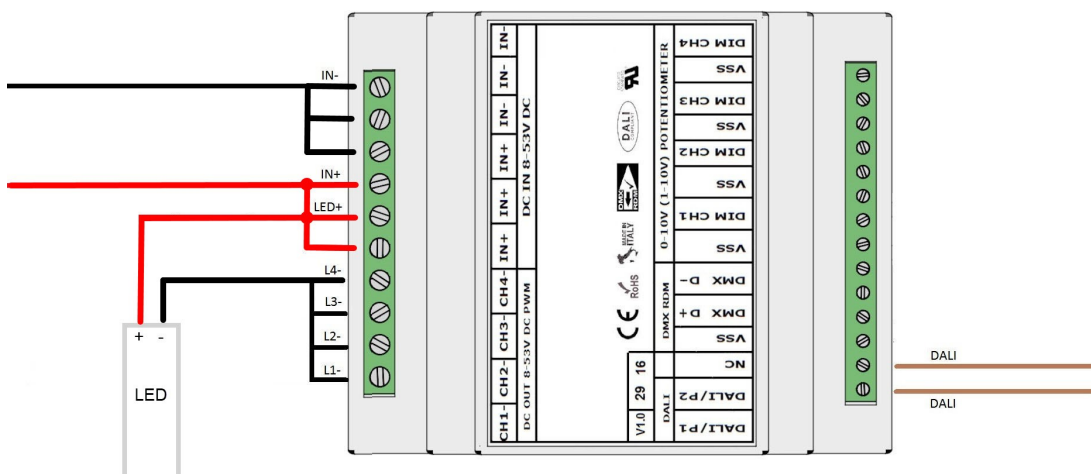 IN-
IN+
LED+
L4-
L3-
L2-
L1-
+ -
LED
IN-
IN-
IN-
IN+
IN+
IN+
CH4-
CH3-
CH2-
CH1-
DC IN 8-53V DC
DC OUT 8-53V DC PWM
DALI
MADE IN
ITALY
RoHS
CE
V1.0 29 16
0-10V (1-10V) POTENTIOMETER
DMX RDM
DALI
DIM CH4
VSS
DIM CH3
VSS
DIM CH2
VSS
DIM CH1
VSS
DMX D-
DMX D+
VSS
NC
DALI/P2
DALI/P1
DALI
DALI